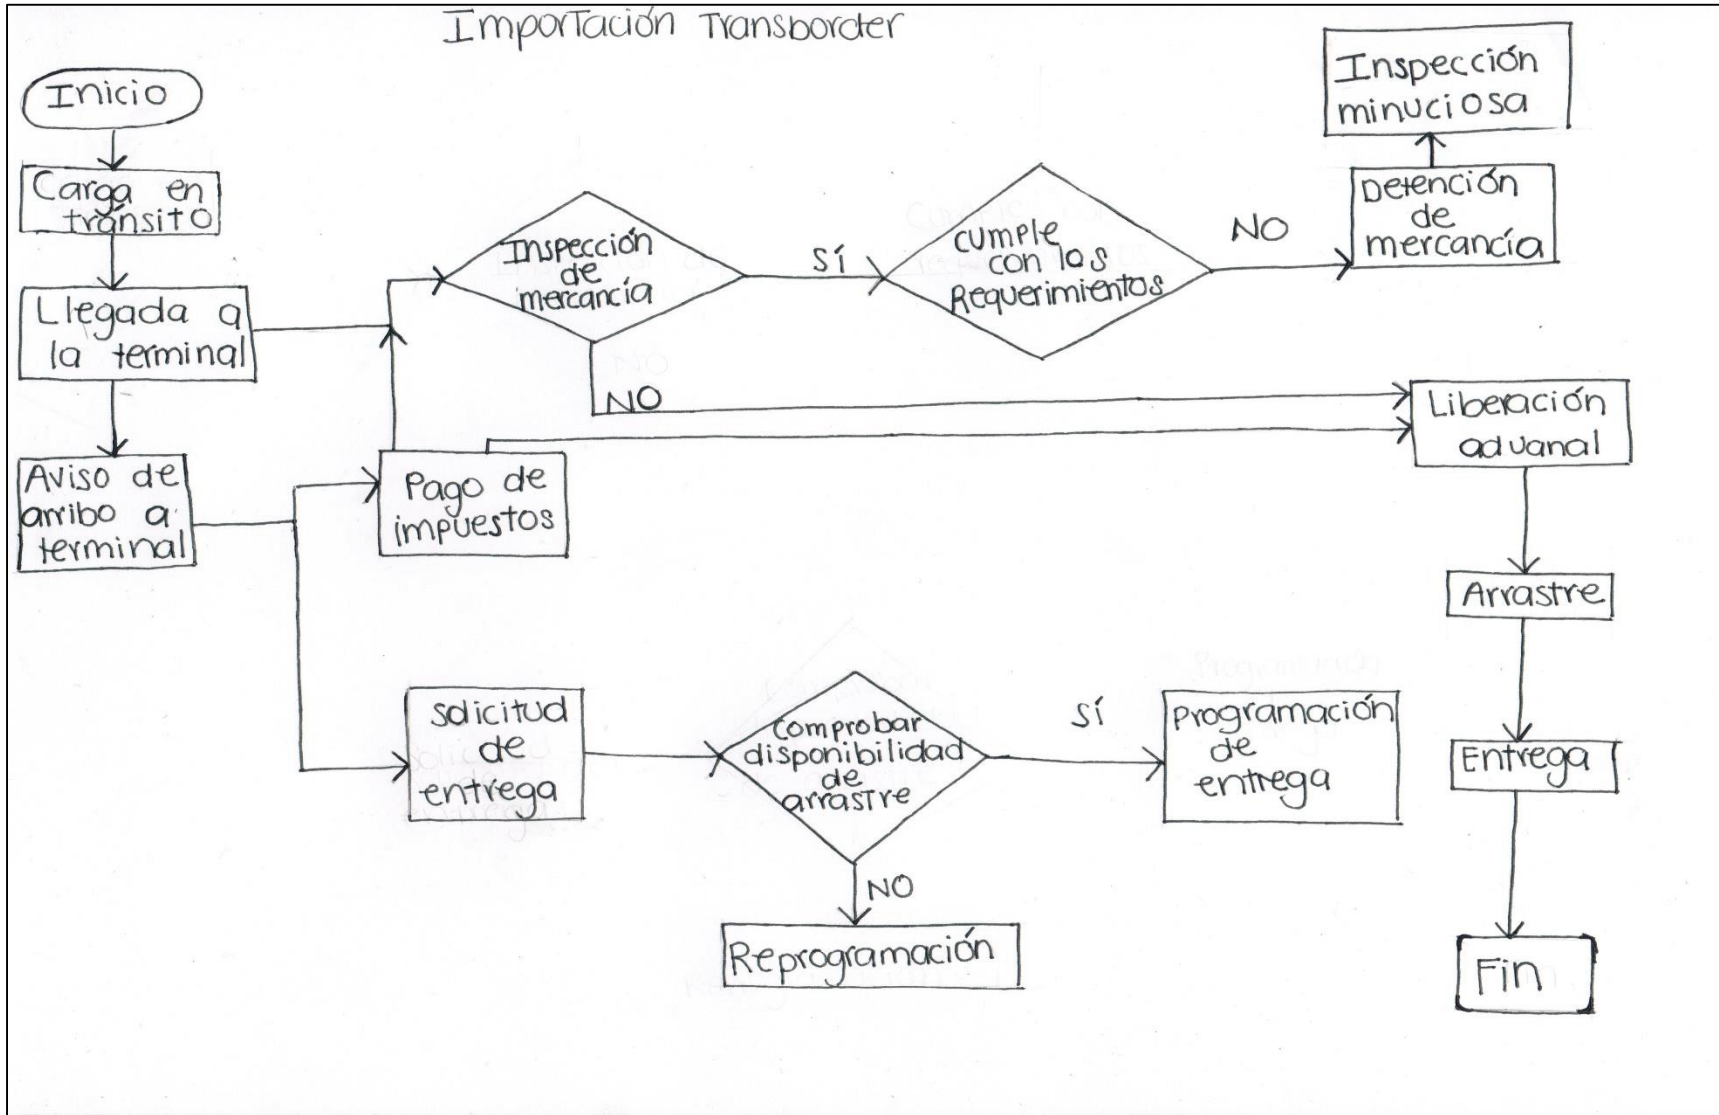 Importación Transborder
Inicio
Carga en
tránsito
Llegada a
la terminal
Aviso de
arribo a
terminal
Pago de
impuestos
Inspección
de
mercancía
SÍ
NO
cumple
con los
Requerimientos
NO
Detención
de
mercancía
Inspección
minuciosa
Liberación
aduanal
Arrastre
Entrega
Fin
Solicitud
de
entrega
comprobar
disponibilidad
de
arrastre
SÍ
Programación
de
entrega
NO
Reprogramación